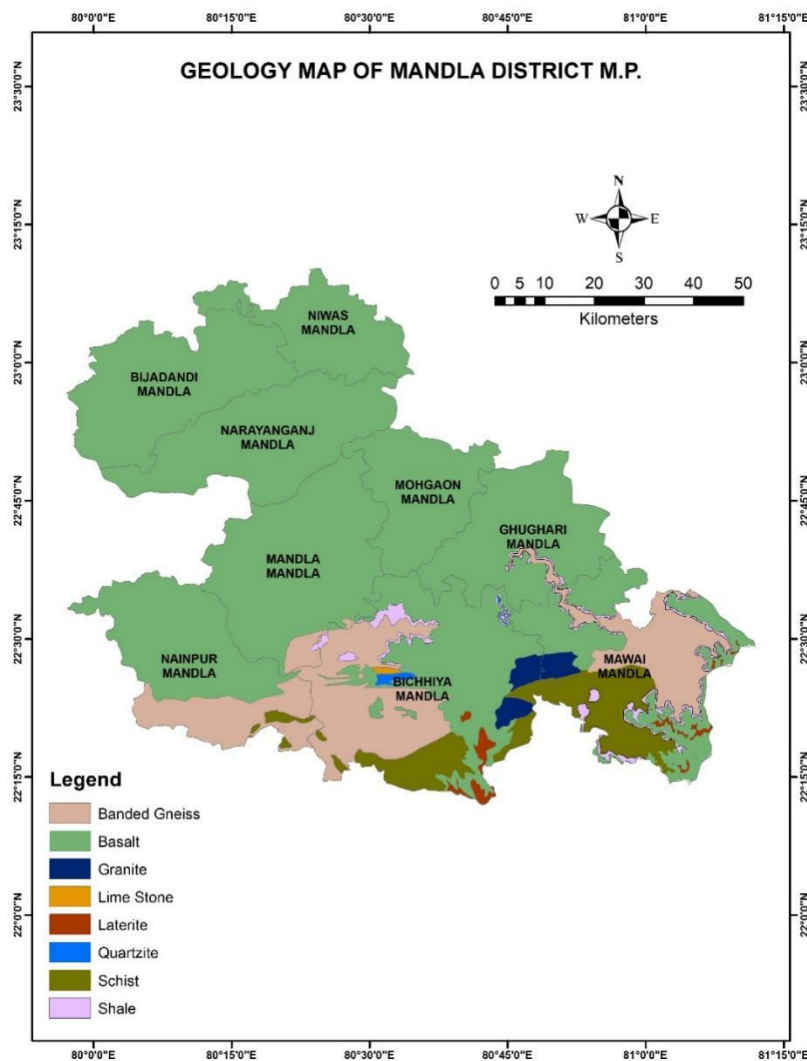 80°0'0"E 80°15'0"E 80°30'0"E 80°45'0"E 81°0'0"E 81°15'0"E
GEOLOGY MAP OF MANDLA DISTRICT M.P.
N
W E
S
0 5 10 20 30 40 50
Kilometers
NIWAS
MANDLA
BIJADANDI
MANDLA
NARAYANGANJ
MANDLA
MOHGAON
MANDLA
GHUGHARI
MANDLA
MANDLA
MANDLA
NAINPUR
MANDLA
BICHHIYA
MANDLA
MAWAI
MANDLA
Legend
Banded Gneiss
Basalt
Granite
Lime Stone
Laterite
Quartzite
Schist
Shale
23°30'0"N
23°15'0"N
23°0'0"N
22°45'0"N
22°30'0"N
22°15'0"N
22°0'0"N
23°30'0"N
23°15'0"N
23°0'0"N
22°45'0"N
22°30'0"N
22°15'0"N
22°0'0"N
80°0'0"E 80°15'0"E 80°30'0"E 80°45'0"E 81°0'0"E 81°15'0"E